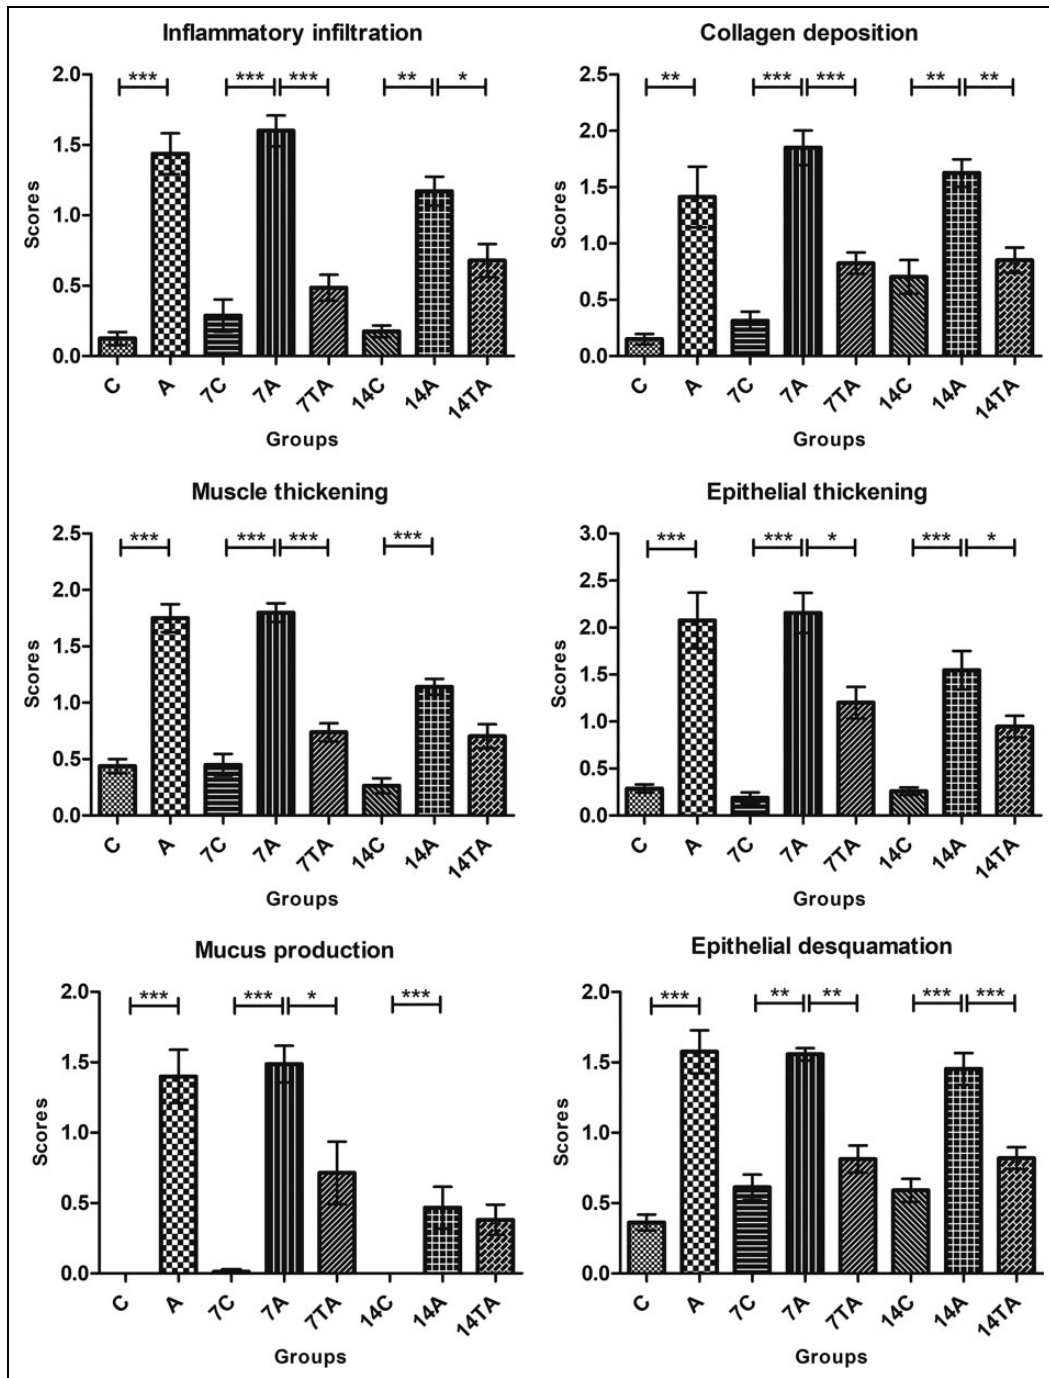 Inflammatory infiltration
2.0
1.5
1.0
0.5
0.0
Scores
*** *** *** ** *
C A 7C 7A 7TA 14C 14A 14TA
Groups
Collagen deposition
2.5
2.0
1.5
1.0
0.5
0.0
Scores
** *** *** ** **
C A 7C 7A 7TA 14C 14A 14TA
Groups
Muscle thickening
2.5
2.0
1.5
1.0
0.5
0.0
Scores
*** *** *** ***
C A 7C 7A 7TA 14C 14A 14TA
Groups
Epithelial thickening
3.0
2.5
2.0
1.5
1.0
0.5
0.0
Scores
*** *** * *** *
C A 7C 7A 7TA 14C 14A 14TA
Groups
Mucus production
2.0
1.5
1.0
0.5
0.0
Scores
*** *** * ***
C A 7C 7A 7TA 14C 14A 14TA
Groups
Epithelial desquamation
2.0
1.5
1.0
0.5
0.0
Scores
*** ** ** *** ***
C A 7C 7A 7TA 14C 14A 14TA
Groups